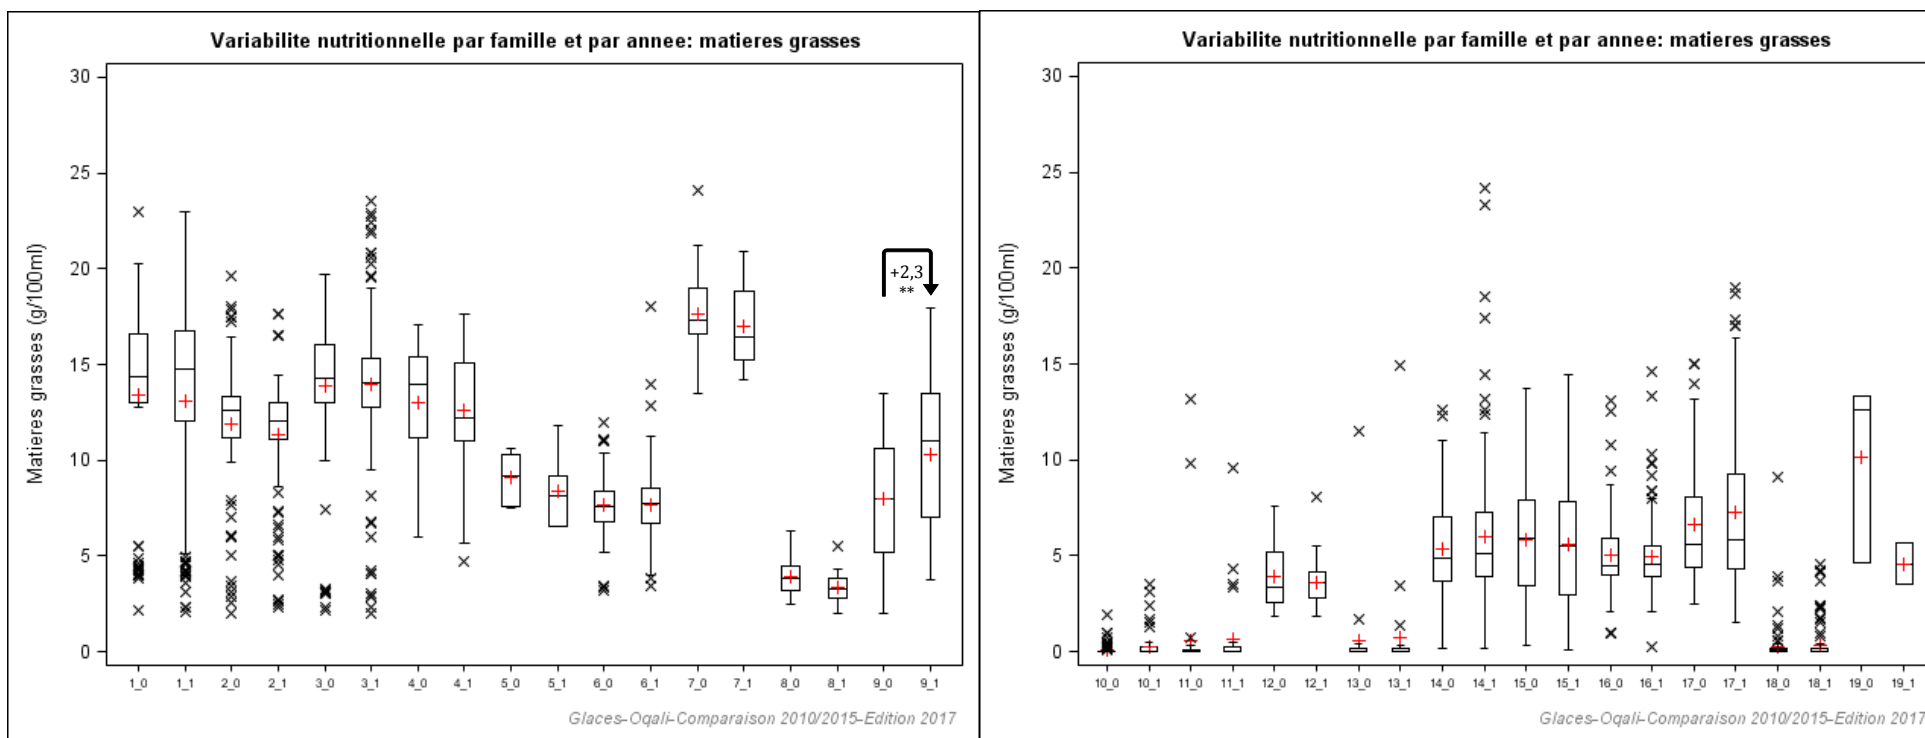 Variabilite nutritionnelle par famille et par annee: matieres grasses
30
25
20
15
10
5
0
Matieres grasses (g/100ml)
+2,3
**
1_0 1_1 2_0 2_1 3_0 3_1 4_0 4_1 5_0 5_1 6_0 6_1 7_0 7_1 8_0 8_1 9_0 9_1
Glaces-Oqali-Comparaison 2010/2015-Edition 2017
Variabilite nutritionnelle par famille et par annee: matieres grasses
30
25
20
15
10
5
0
Matieres grasses (g/100ml)
10_0 10_1 11_0 11_1 12_0 12_1 13_0 13_1 14_0 14_1 15_0 15_1 16_0 16_1 17_0 17_1 18_0 18_1 19_0 19_1
Glaces-Oqali-Comparaison 2010/2015-Edition 2017